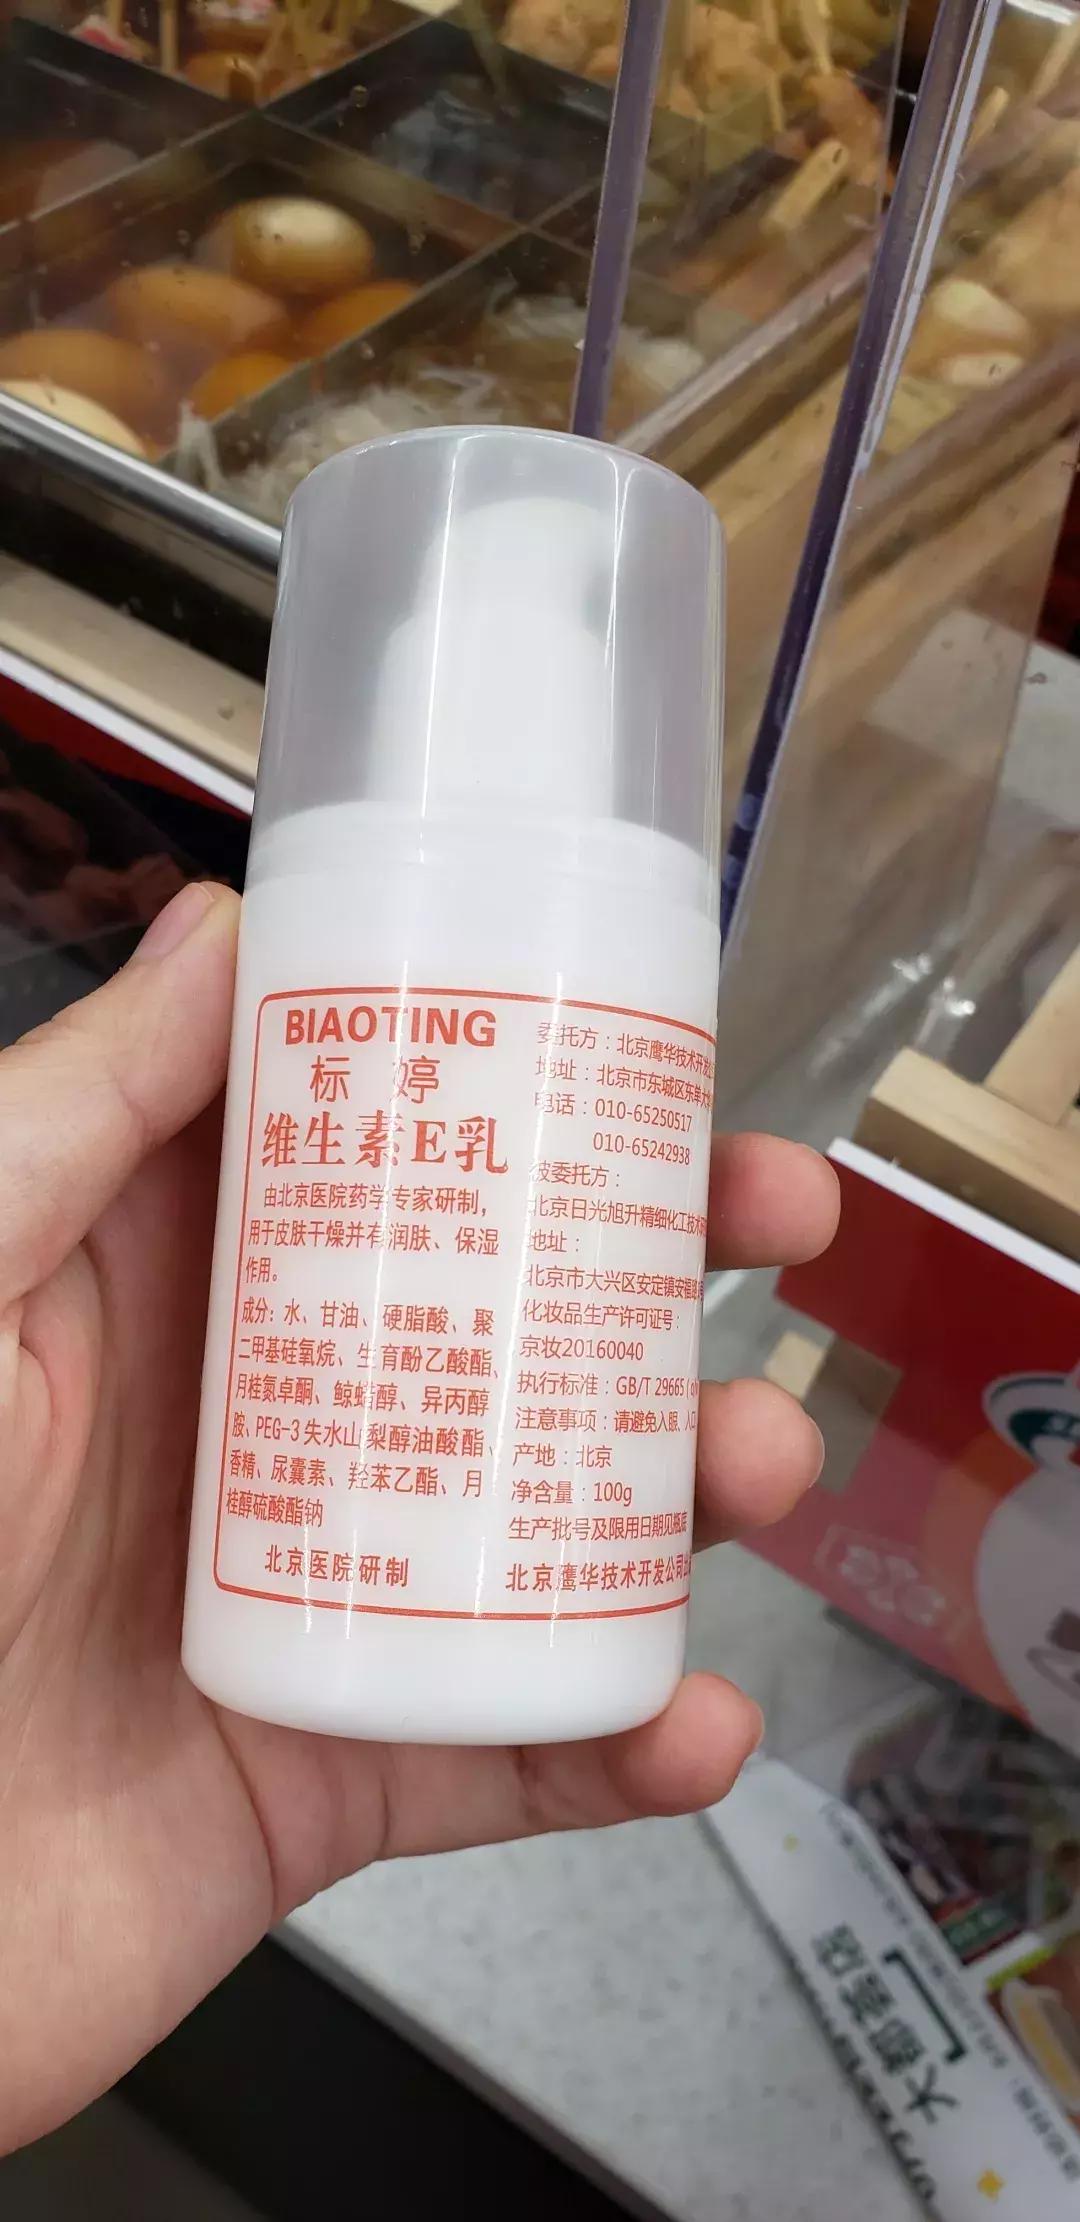 BIAOTING
标 婷
维生素E乳
由北京医院药学专家研制，
用于皮肤干燥并有润肤、保湿
作用。
成分：水、甘油、硬脂酸、聚
二甲基硅氧烷、生育酚乙酸酯、
月桂氮卓酮、鲸蜡醇、异丙醇
胺、PEG-3失水山梨醇油酸酯、
香精、尿囊素、羟苯乙酯、月
桂醇硫酸酯钠
北京医院研制
委托方：北京鹰华技术开发
地址：北京市东城区东单大
电话：010-65250517
010-65242938
被委托方：
北京日光旭升精细化工技术
地址：
北京市大兴区安定镇安福
化妆品生产许可证号：
京妆20160040
执行标准：GB/T 29665
注意事项：请避免入眼、入口
产地：北京
净含量：100g
生产批号及限用日期见瓶底
北京鹰华技术开发公司
大都荟店